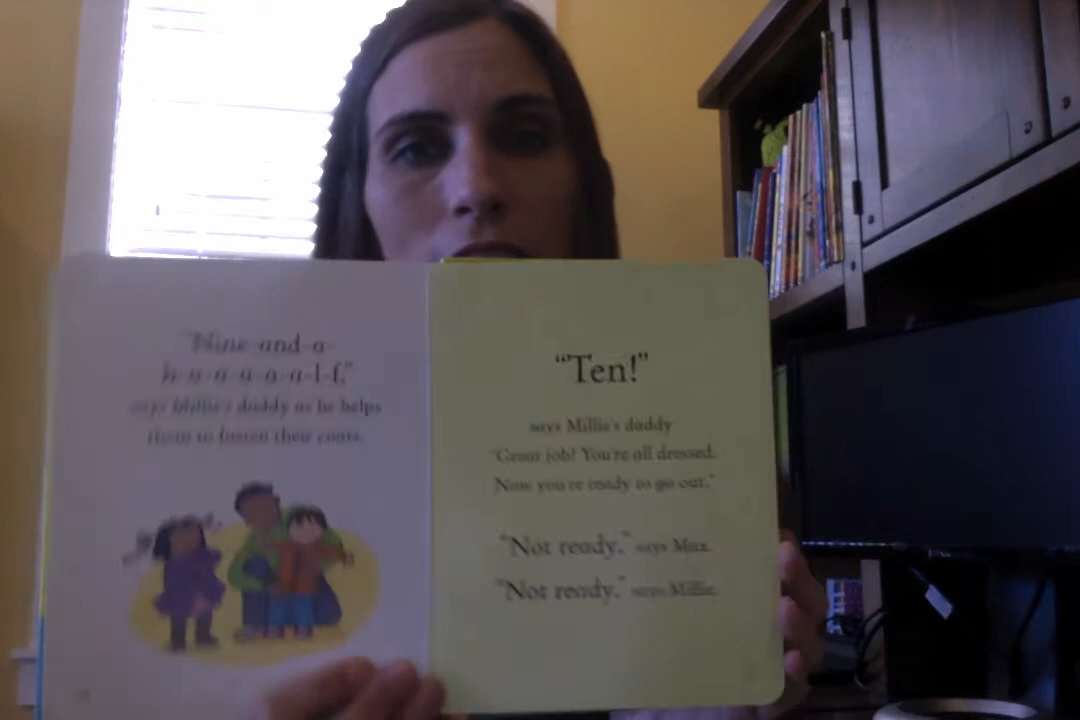 "Nine-and-a-
h-a-a-a-a-a-l-f,"
says Millie's daddy as he helps
them to fasten their coats.
"Ten!"
says Millie's daddy
"Great job! You're all dressed.
Now you're ready to go out."
"Not ready," says Max.
"Not ready," says Millie.